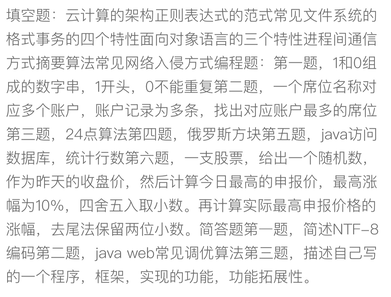 填空题：云计算的架构正则表达式的范式常见文件系统的
格式事务的四个特性面向对象语言的三个特性进程间通信
方式摘要算法常见网络入侵方式编程题：第一题，1和0组
成的数字串，1开头，0不能重复第二题，一个席位名称对
应多个账户，账户记录为多条，找出对应账户最多的席位
第三题，24点算法第四题，俄罗斯方块第五题，java访问
数据库，统计行数第六题，一支股票，给出一个随机数，
作为昨天的收盘价，然后计算今日最高的申报价，最高涨
幅为10%，四舍五入取小数。再计算实际最高申报价格的
涨幅，去尾法保留两位小数。简答题第一题，简述NTF-8
编码第二题，java web常见调优算法第三题，描述自己写
的一个程序，框架，实现的功能，功能拓展性。